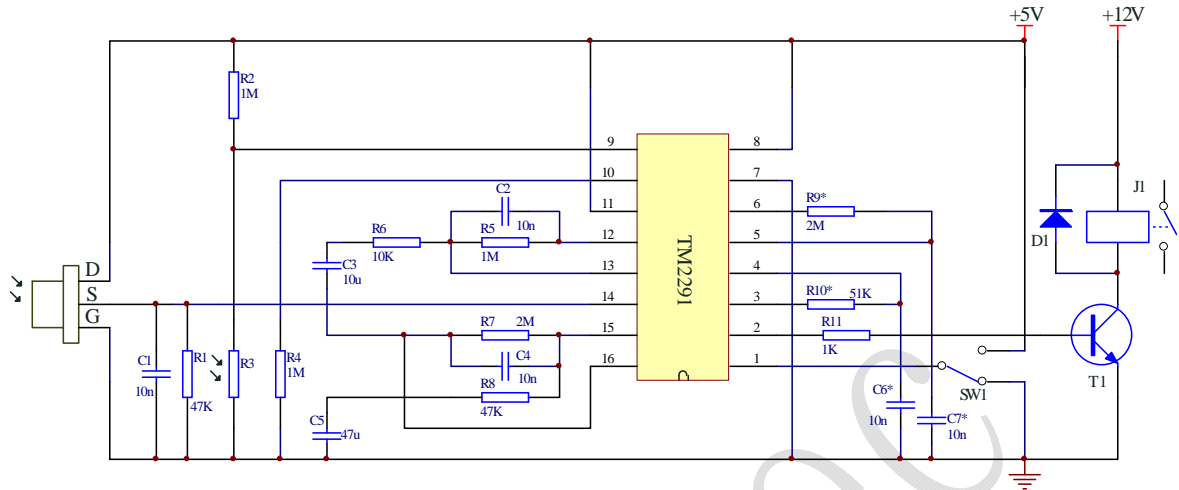 +5V
+12V
R2
1M
9
8
10
7
C2
10n
R9*
2M
J1
11
6
R6
10K
R5
1M
12
5
D1
C3
10u
TM2291
D
13
4
S
R10*
51K
14
3
G
R7
2M
R11
1K
15
2
C1
10n
R1
47K
R3
R4
1M
C4
10n
16
1
T1
R8
47K
SW1
C5
47u
C6*
10n
C7*
10n